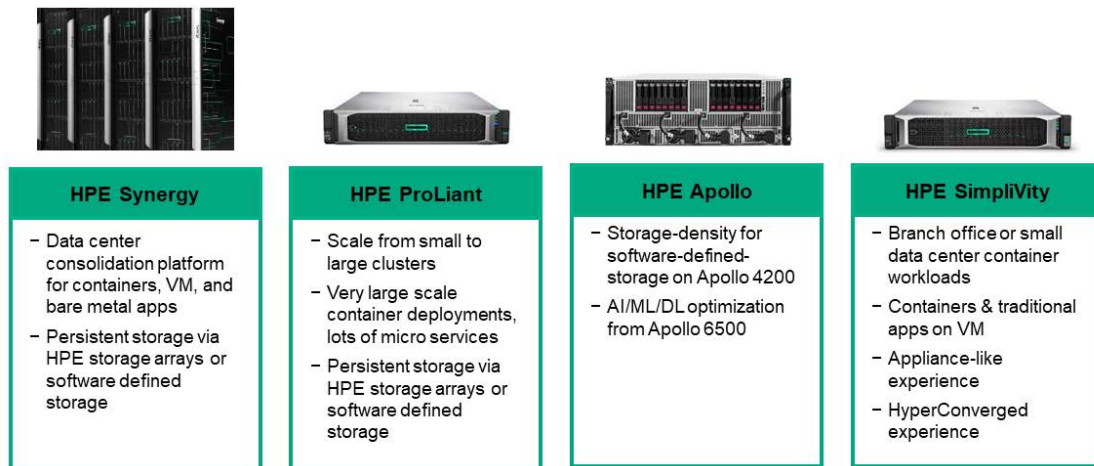 HPE Synergy
– Data center
consolidation platform
for containers, VM, and
bare metal apps
– Persistent storage via
HPE storage arrays or
software defined
storage
HPE ProLiant
– Scale from small to
large clusters
– Very large scale
container deployments,
lots of micro services
– Persistent storage via
HPE storage arrays or
software defined
storage
HPE Apollo
– Storage-density for
software-defined-
storage on Apollo 4200
– AI/ML/DL optimization
from Apollo 6500
HPE SimpliVity
– Branch office or small
data center container
workloads
– Containers & traditional
apps on VM
– Appliance-like
experience
– HyperConverged
experience